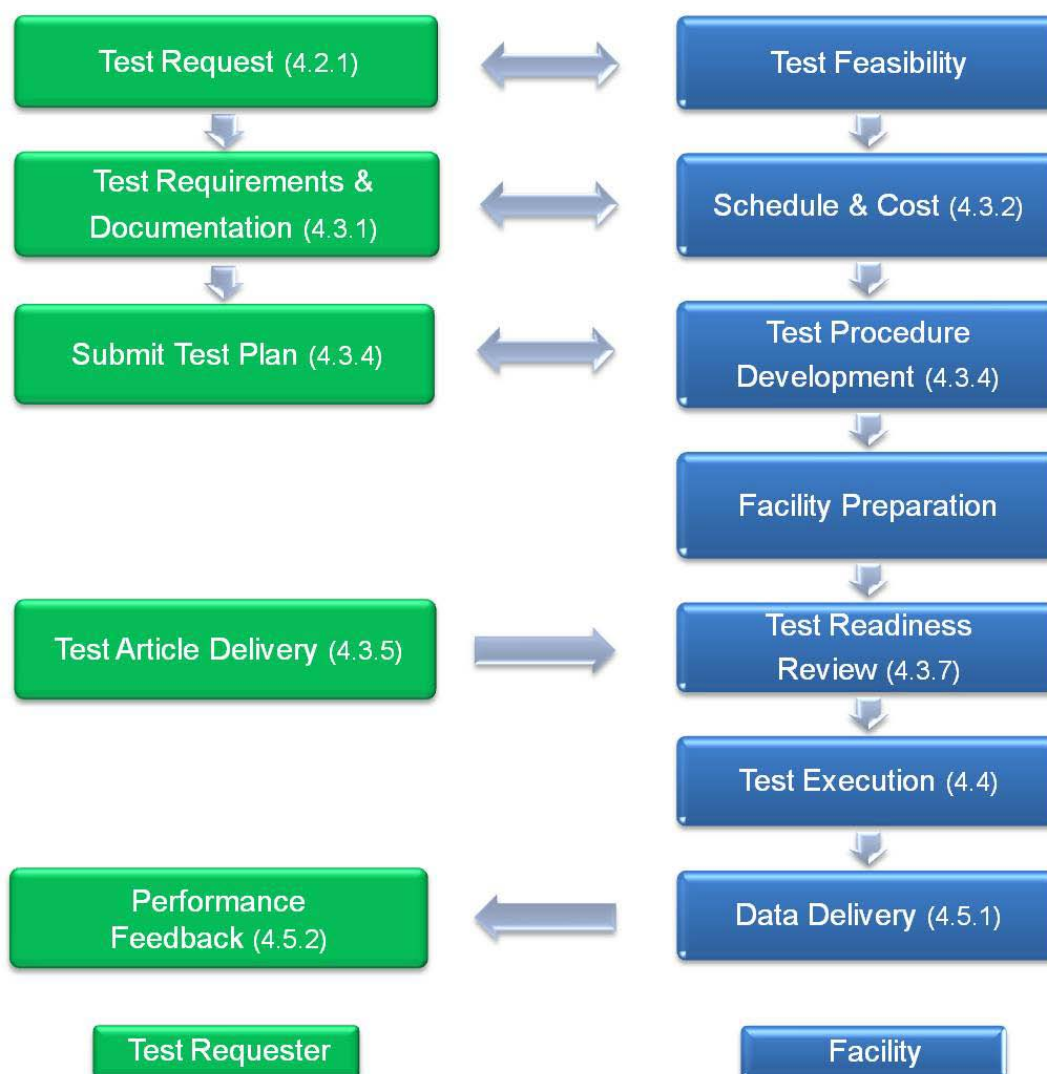 Test Request (4.2.1)
Test Feasibility
Test Requirements &
Documentation (4.3.1)
Schedule & Cost (4.3.2)
Submit Test Plan (4.3.4)
Test Procedure
Development (4.3.4)
Facility Preparation
Test Article Delivery (4.3.5)
Test Readiness
Review (4.3.7)
Test Execution (4.4)
Performance
Feedback (4.5.2)
Data Delivery (4.5.1)
Test Requester
Facility